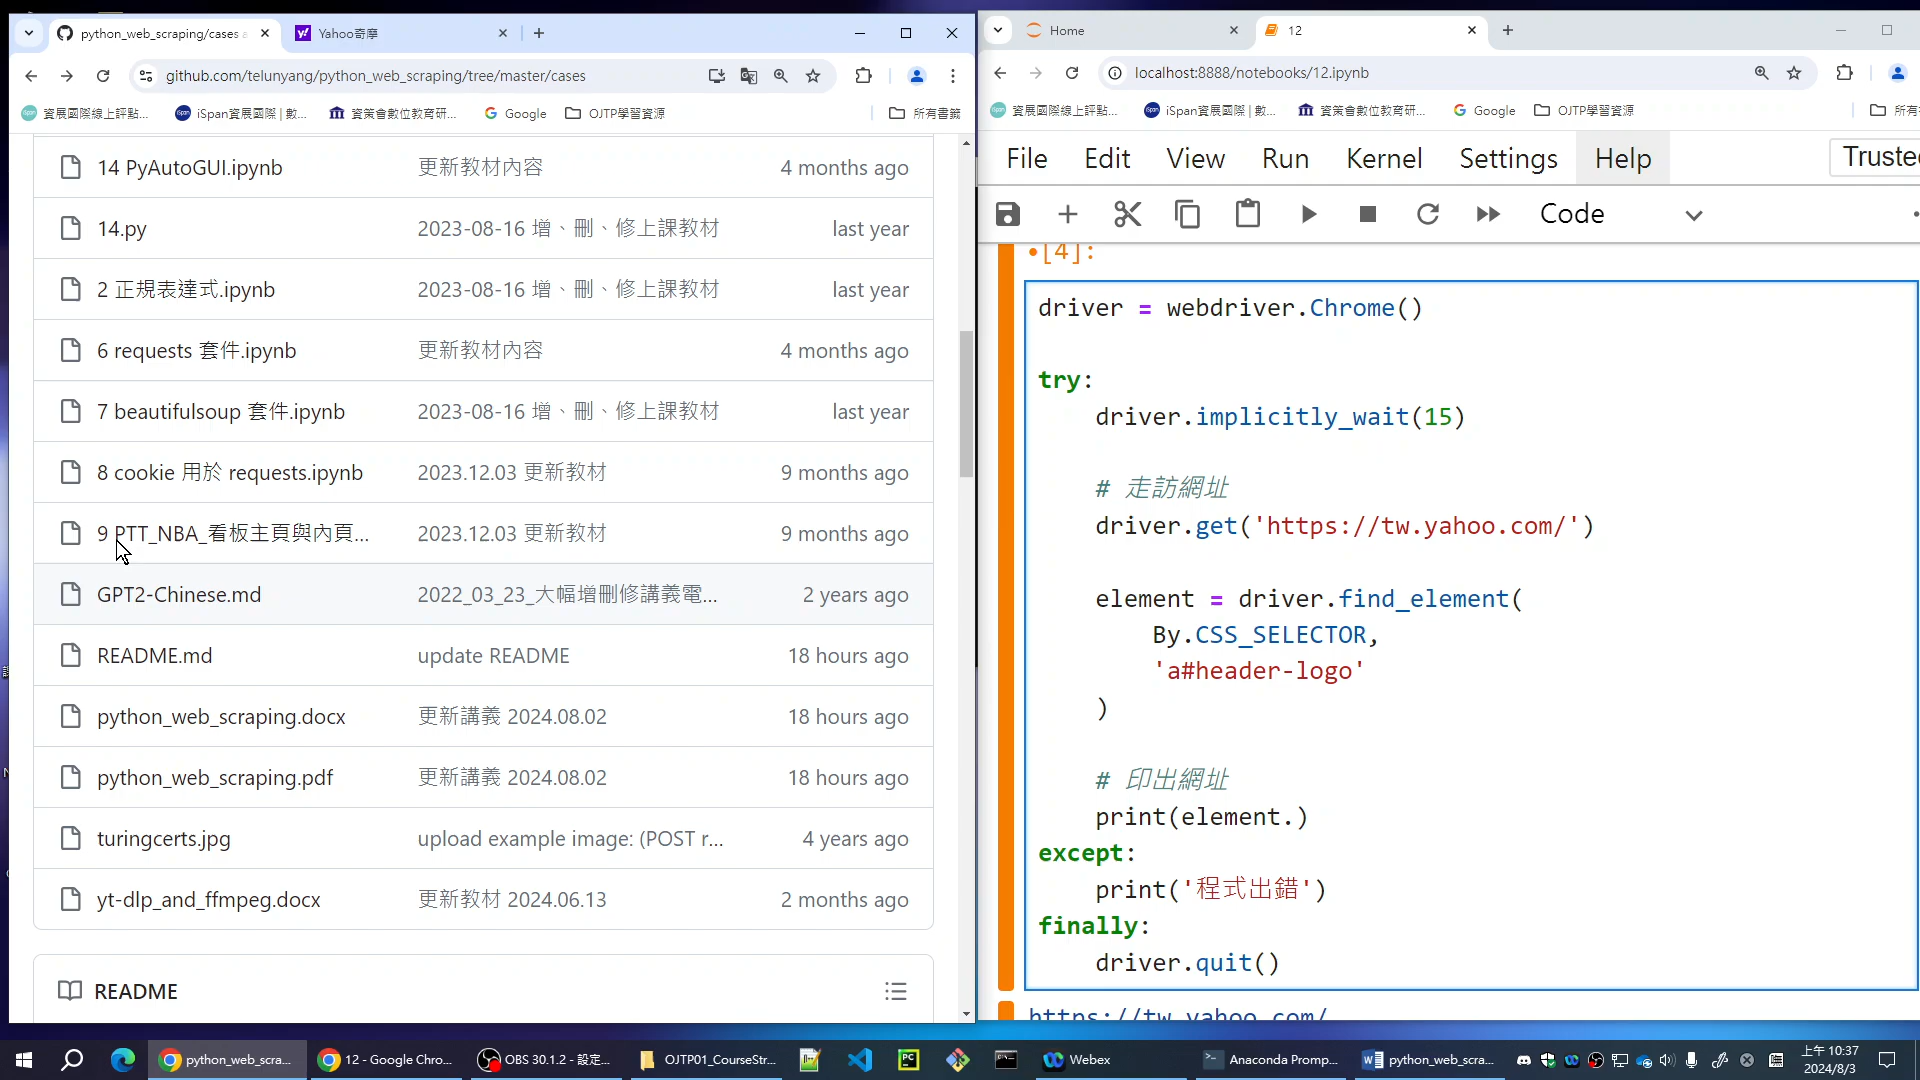 python_web_scraping/cases a
Yahoo奇摩
github.com/telunyang/python_web_scraping/tree/master/cases
資展國際線上評點...
iSpan資展國際 | 數...
資策會數位教育研...
Google
OJTP學習資源
所有書籤
14 PyAutoGUI.ipynb 更新教材內容 4 months ago
14.py 2023-08-16 增、刪、修上課教材 last year
2 正規表達式.ipynb 2023-08-16 增、刪、修上課教材 last year
6 requests 套件.ipynb 更新教材內容 4 months ago
7 beautifulsoup 套件.ipynb 2023-08-16 增、刪、修上課教材 last year
8 cookie 用於 requests.ipynb 2023.12.03 更新教材 9 months ago
9 PTT_NBA_看板主頁與內頁... 2023.12.03 更新教材 9 months ago
GPT2-Chinese.md 2022_03_23_大幅增刪修講義電... 2 years ago
README.md update README 18 hours ago
python_web_scraping.docx 更新講義 2024.08.02 18 hours ago
python_web_scraping.pdf 更新講義 2024.08.02 18 hours ago
turingcerts.jpg upload example image: (POST r... 4 years ago
yt-dlp_and_ffmpeg.docx 更新教材 2024.06.13 2 months ago
README
Home
12
localhost:8888/notebooks/12.ipynb
資展國際線上評點...
iSpan資展國際 | 數...
資策會數位教育研...
Google
OJTP學習資源
所有
File Edit View Run Kernel Settings Help Truste
Code
•[4]:
driver = webdriver.Chrome()
try:
driver.implicitly_wait(15)
# 走訪網址
driver.get('https://tw.yahoo.com/')
element = driver.find_element(
By.CSS_SELECTOR,
'a#header-logo'
)
# 印出網址
print(element.)
except:
print('程式出錯')
finally:
driver.quit()
https://tw.yahoo.com/
python_web_scra...
12 - Google Chro...
OBS 30.1.2 - 設定...
OJTP01_CourseStr...
Webex
Anaconda Promp...
python_web_scra...
上午 10:37
2024/8/3